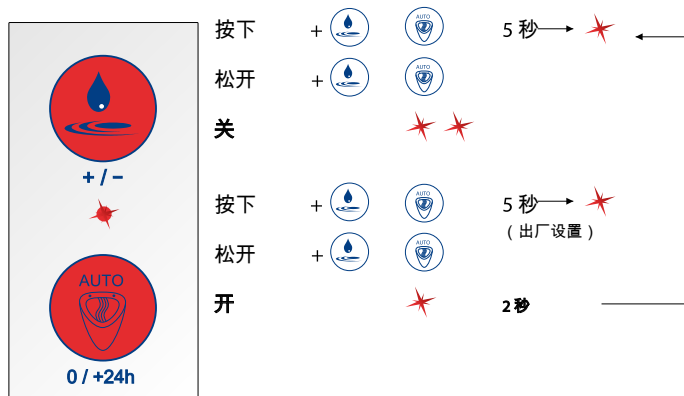 按下 + AUTO 5 秒
松开 + AUTO
关
+ / −
按下 + AUTO 5 秒
（出厂设置）
松开 + AUTO
开 2 秒
AUTO
0 / +24h